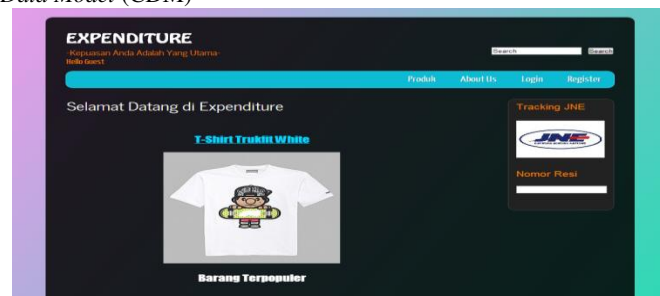 Data Model (CDM)
EXPENDITURE
-Kepuasan Anda Adalah Yang Utama-
Hello Guest
Search Search
Produk About Us Login Register
Selamat Datang di Expenditure
Tracking JNE
T-Shirt Trukfit White
JNE
Nomor Resi
Barang Terpopuler